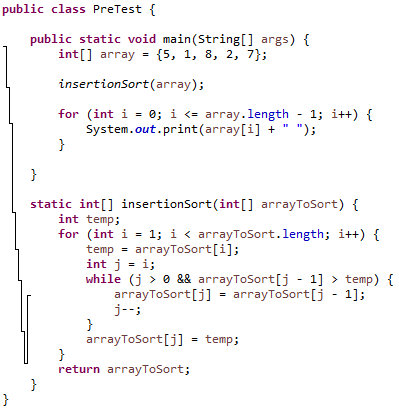 public class PreTest {
    public static void main(String[] args) {
        int[] array = {5, 1, 8, 2, 7};
        insertionSort(array);
        for (int i = 0; i <= array.length - 1; i++) {
            System.out.print(array[i] + " ");
        }
    }
    static int[] insertionSort(int[] arrayToSort) {
        int temp;
        for (int i = 1; i < arrayToSort.length; i++) {
            temp = arrayToSort[i];
            int j = i;
            while (j > 0 && arrayToSort[j - 1] > temp) {
                arrayToSort[j] = arrayToSort[j - 1];
                j--;
            }
            arrayToSort[j] = temp;
        }
        return arrayToSort;
    }
}